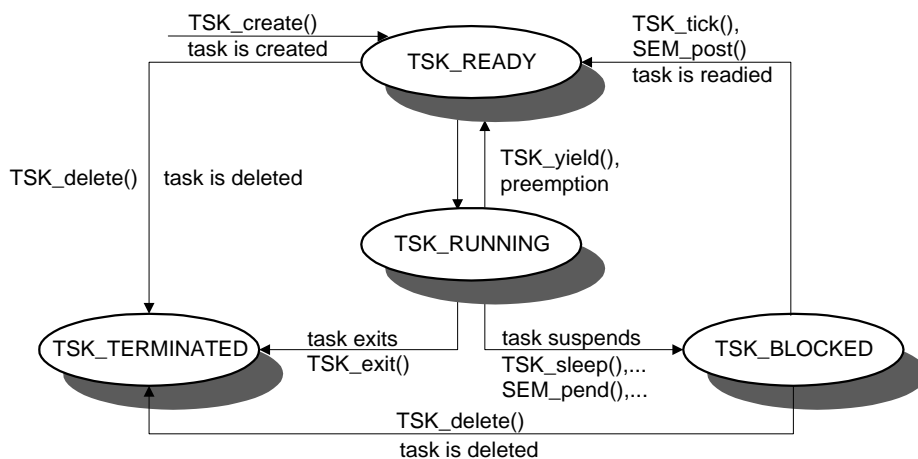 TSK_create()
task is created
TSK_READY
TSK_tick(),
SEM_post()
task is readied
TSK_delete()
task is deleted
TSK_yield(),
preemption
TSK_RUNNING
TSK_TERMINATED
task exits
TSK_exit()
task suspends
TSK_sleep(),...
SEM_pend(),...
TSK_BLOCKED
TSK_delete()
task is deleted